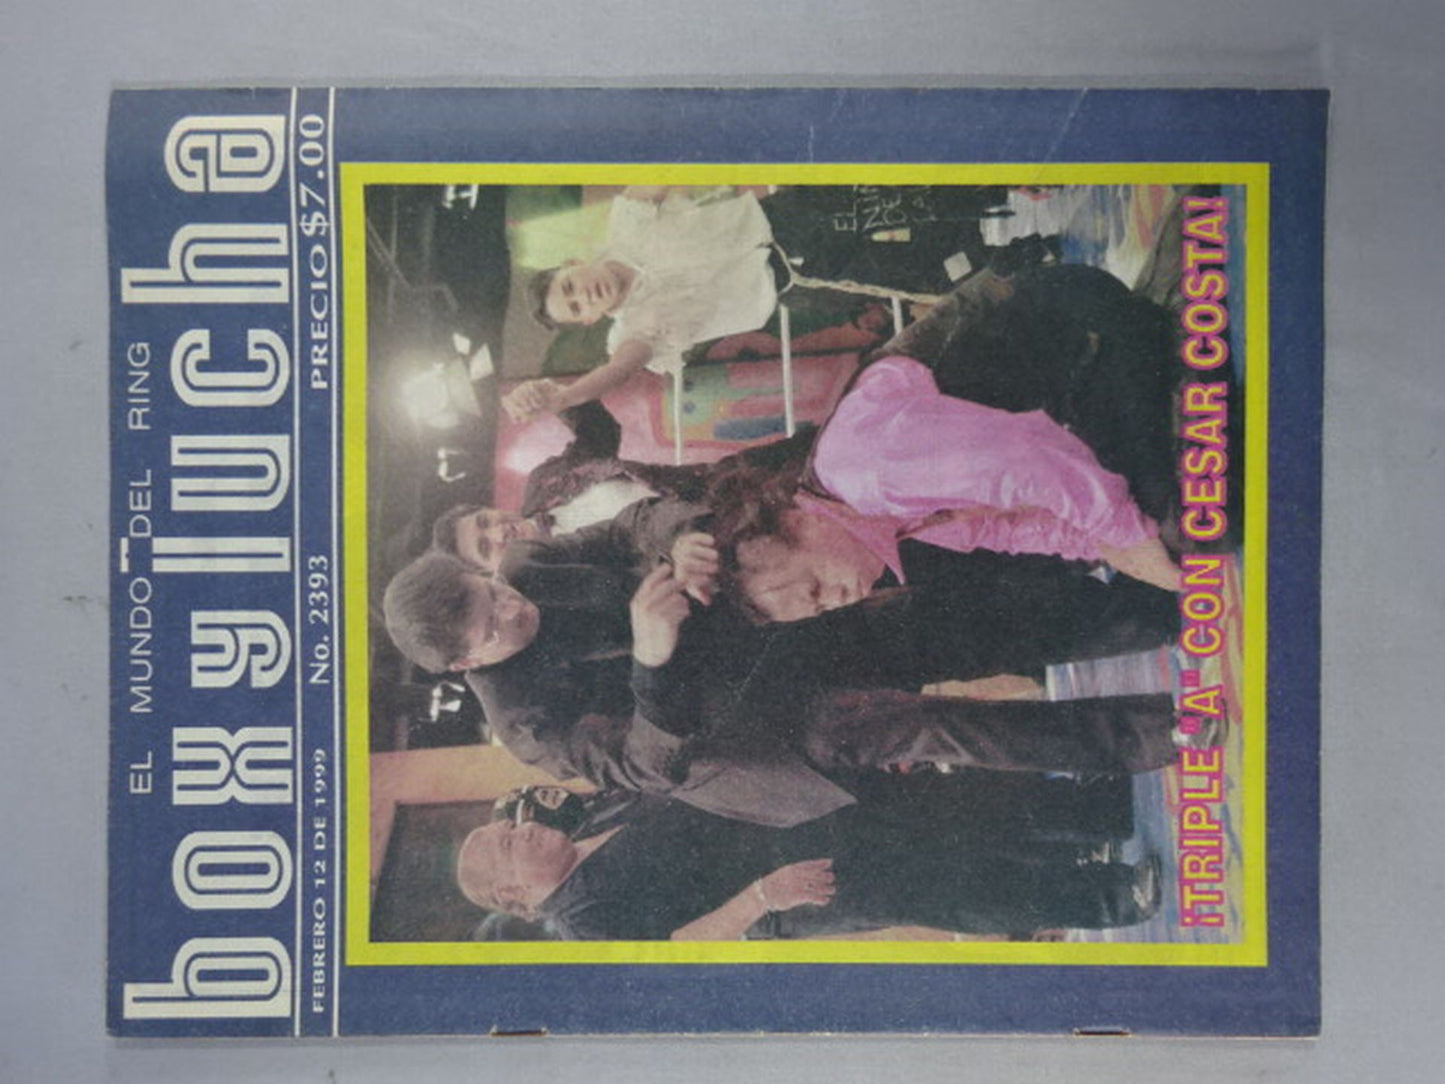 EL MUNDO DEL RING
box y lucha
FEBRERO 12 DE 1999 No. 2393 PRECIO $7.00
EL
¡TRIPLE "A" CON CESAR COSTA!